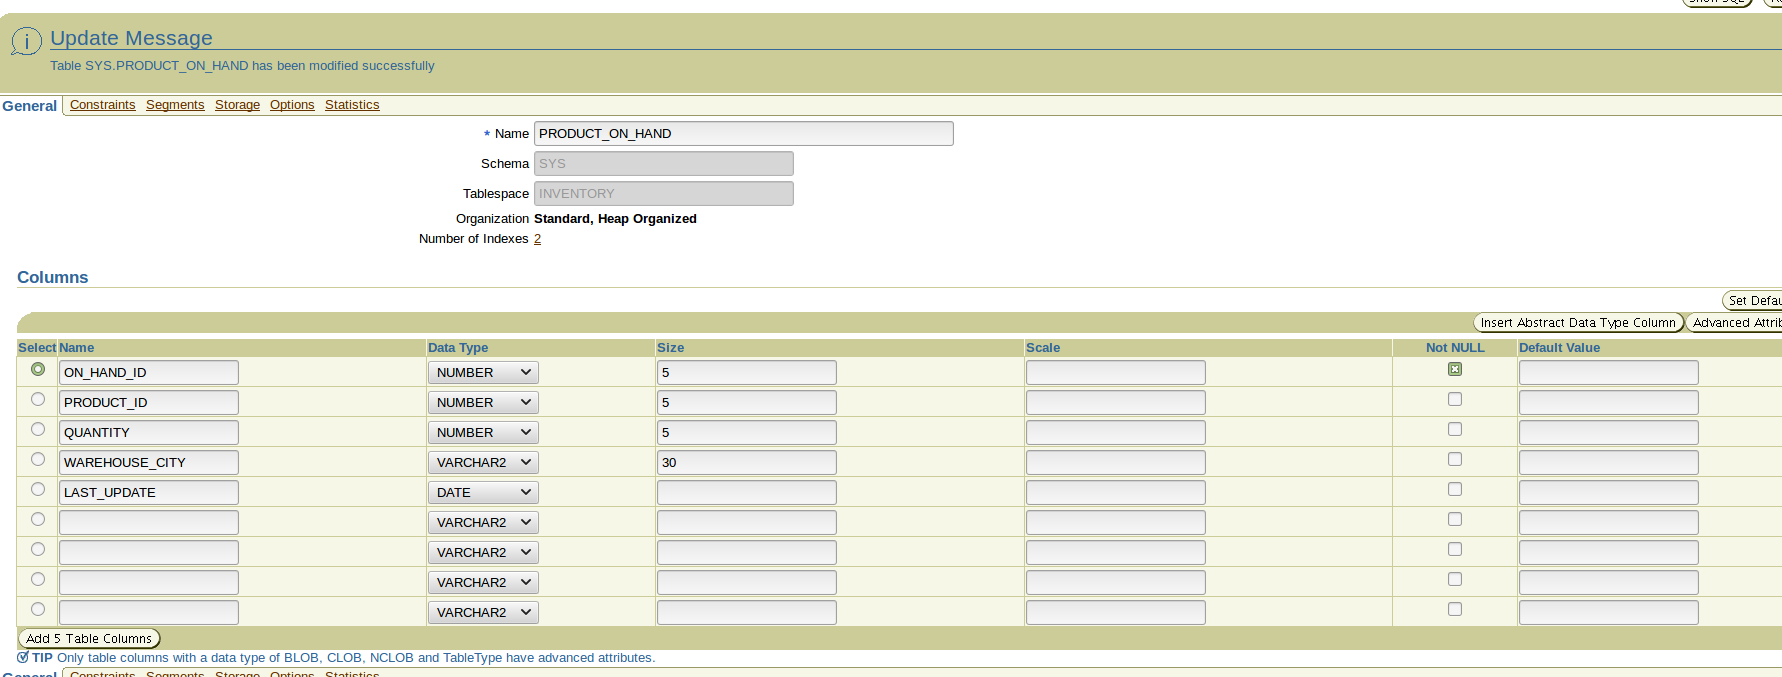 Update Message
Table SYS.PRODUCT_ON_HAND has been modified successfully
General Constraints Segments Storage Options Statistics
* Name PRODUCT_ON_HAND
Schema SYS
Tablespace INVENTORY
Organization Standard, Heap Organized
Number of Indexes 2
Columns
Set Defau
Insert Abstract Data Type Column Advanced Attrib
Select Name Data Type Size Scale Not NULL Default Value
ON_HAND_ID NUMBER 5
PRODUCT_ID NUMBER 5
QUANTITY NUMBER 5
WAREHOUSE_CITY VARCHAR2 30
LAST_UPDATE DATE
VARCHAR2
VARCHAR2
VARCHAR2
VARCHAR2
Add 5 Table Columns
TIP Only table columns with a data type of BLOB, CLOB, NCLOB and TableType have advanced attributes.
General Constraints Segments Storage Options Statistics